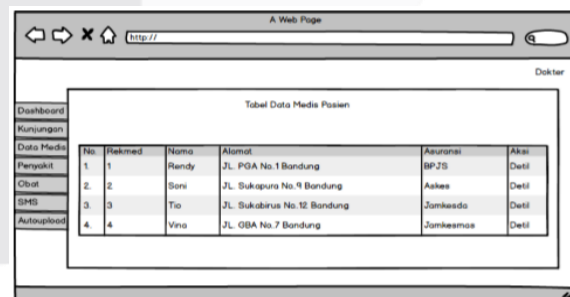 A Web Page
http://
Dokter
Tabel Data Medis Pasien
Dashboard
Kunjungan
Data Medis
Penyakit
Obat
SMS
Autoupload
No. Rekmed Nama Alamat Asuransi Aksi
1. 1 Rendy JL. PGA No.1 Bandung BPJS Detil
2. 2 Soni JL. Sukapura No.9 Bandung Askes Detil
3. 3 Tio JL. Sukabirus No.12 Bandung Jamkesda Detil
4. 4 Vina JL. GBA No.7 Bandung Jamkesmas Detil